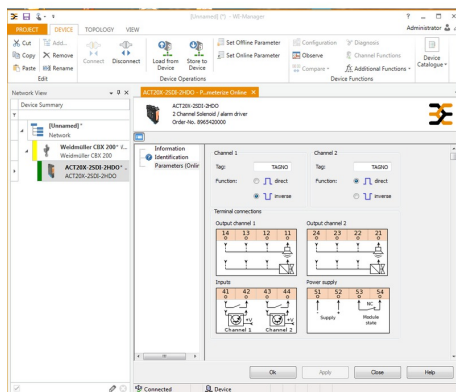 [Unnamed] (*) - WI-Manager
PROJECT DEVICE TOPOLOGY VIEW
Administrator
Cut Add...
Copy Remove
Paste Rename
Edit
Connect Disconnect
Load from Device
Store to Device
Set Offline Parameter
Set Online Parameter
Device Operations
Configuration Diagnosis
Observe Channel Functions
Compare Additional Functions
Device Functions
Device Catalogue
Network View
Device Summary
[Unnamed]*
Network
Weidmüller CBX 200* /...
Weidmüller CBX 200
ACT20X-2SDI-2HDO* ...
ACT20X-2SDI-2HDO
ACT20X-2SDI-2HDO - P...meterize Online
ACT20X-2SDI-2HDO
2 Channel Solenoid / alarm driver
Order-No. 8965420000
Information
Identification
Parameters (Onlin
Channel 1 Channel 2
Tag: TAGNO Tag: TAGNO
Function: direct Function: direct
inverse inverse
Terminal connections
Output channel 1 Output channel 2
14 13 12 11 24 23 22 21
Inputs Power supply
41 42 43 44 51 52 53 54
NC
+V +V
Channel 1 Channel 2
Supply Module state
Ok Apply Close Help
Connected Device